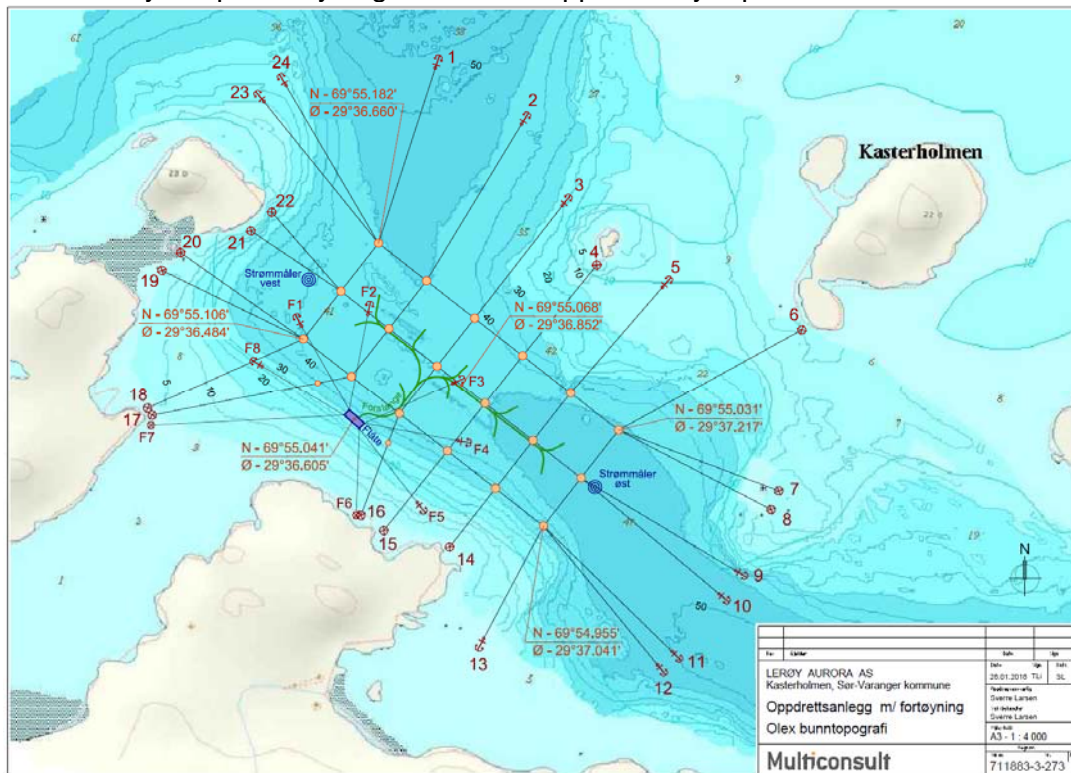 24
1
50
23
N - 69°55.182'
Ø - 29°36.660'
2
Kasterholmen
3
22
21
4
5
20
19
Strømmåler
vest
6
F1
F2
N - 69°55.106'
Ø - 29°36.484'
N - 69°55.068'
Ø - 29°36.852'
F8
F3
18
17
F7
Forslange
Flåte
N - 69°55.031'
Ø - 29°37.217'
N - 69°55.041'
Ø - 29°36.605'
F4
Strømmåler
øst
7
8
F6
16
F5
15
14
9
10
50
N
13
N - 69°54.955'
Ø - 29°37.041'
11
12
LERØY AURORA AS
Kasterholmen, Sør-Varanger kommune
Oppdrettsanlegg m/ fortøyning
Olex bunntopografi
Sverre Larsen
Sverre Larsen
A3 - 1 : 4 000
Multiconsult
711883-3-273